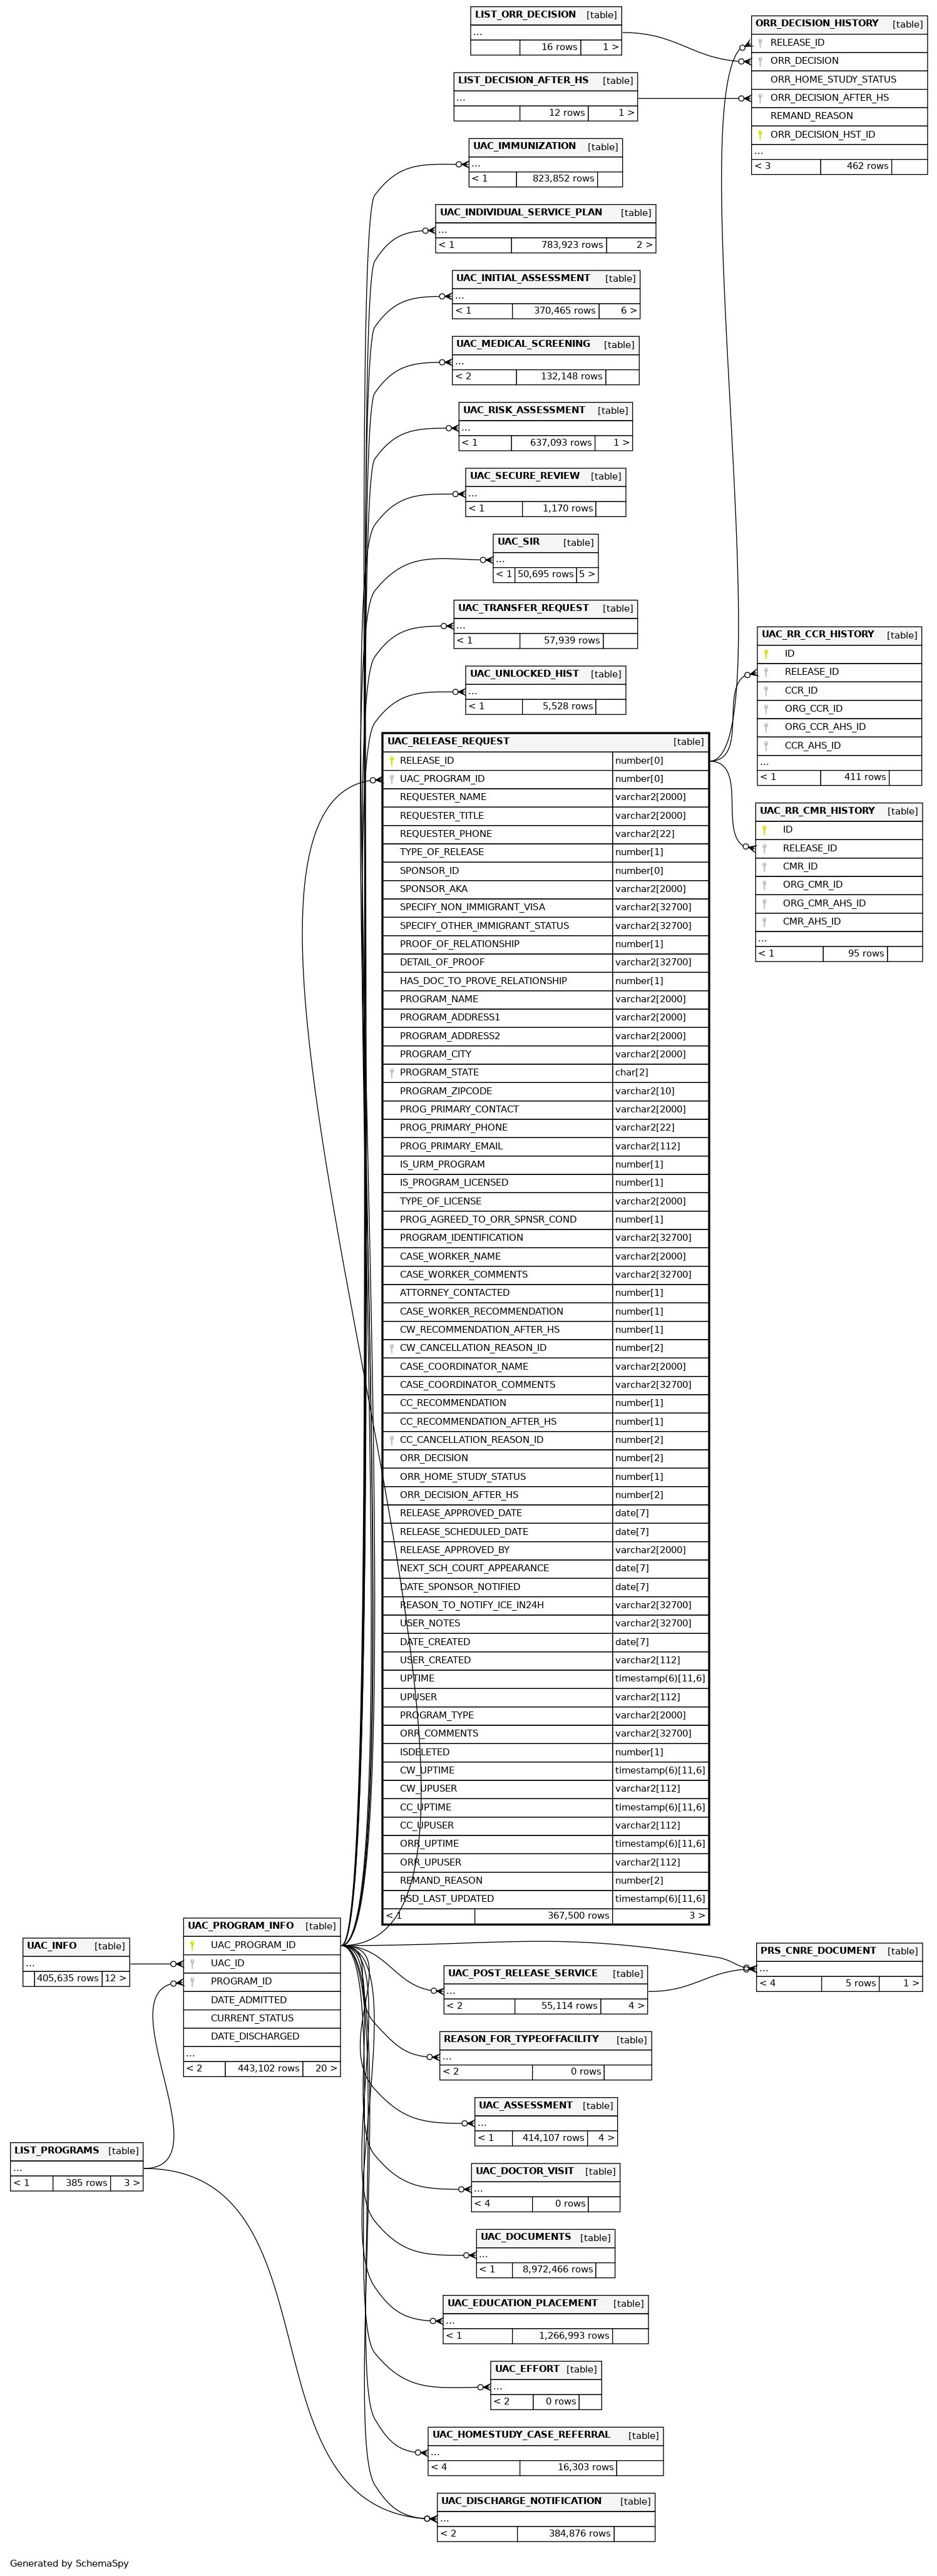 LIST_ORR_DECISION [table]
...
16 rows 1 >
LIST_DECISION_AFTER_HS [table]
...
12 rows 1 >
ORR_DECISION_HISTORY [table]
RELEASE_ID
ORR_DECISION
ORR_HOME_STUDY_STATUS
ORR_DECISION_AFTER_HS
REMAND_REASON
ORR_DECISION_HST_ID
...
< 3 462 rows
UAC_IMMUNIZATION [table]
...
< 1 823,852 rows
UAC_INDIVIDUAL_SERVICE_PLAN [table]
...
< 1 783,923 rows 2 >
UAC_INITIAL_ASSESSMENT [table]
...
< 1 370,465 rows 6 >
UAC_MEDICAL_SCREENING [table]
...
< 2 132,148 rows
UAC_RISK_ASSESSMENT [table]
...
< 1 637,093 rows 1 >
UAC_SECURE_REVIEW [table]
...
< 1 1,170 rows
UAC_SIR [table]
...
< 1 50,695 rows 5 >
UAC_TRANSFER_REQUEST [table]
...
< 1 57,939 rows
UAC_UNLOCKED_HIST [table]
...
< 1 5,528 rows
UAC_RR_CCR_HISTORY [table]
ID
RELEASE_ID
CCR_ID
ORG_CCR_ID
ORG_CCR_AHS_ID
CCR_AHS_ID
...
< 1 411 rows
UAC_RR_CMR_HISTORY [table]
ID
RELEASE_ID
CMR_ID
ORG_CMR_ID
ORG_CMR_AHS_ID
CMR_AHS_ID
...
< 1 95 rows
UAC_RELEASE_REQUEST [table]
RELEASE_ID number[0]
UAC_PROGRAM_ID number[0]
REQUESTER_NAME varchar2[2000]
REQUESTER_TITLE varchar2[2000]
REQUESTER_PHONE varchar2[22]
TYPE_OF_RELEASE number[1]
SPONSOR_ID number[0]
SPONSOR_AKA varchar2[2000]
SPECIFY_NON_IMMIGRANT_VISA varchar2[32700]
SPECIFY_OTHER_IMMIGRANT_STATUS varchar2[32700]
PROOF_OF_RELATIONSHIP number[1]
DETAIL_OF_PROOF varchar2[32700]
HAS_DOC_TO_PROVE_RELATIONSHIP number[1]
PROGRAM_NAME varchar2[2000]
PROGRAM_ADDRESS1 varchar2[2000]
PROGRAM_ADDRESS2 varchar2[2000]
PROGRAM_CITY varchar2[2000]
PROGRAM_STATE char[2]
PROGRAM_ZIPCODE varchar2[10]
PROG_PRIMARY_CONTACT varchar2[2000]
PROG_PRIMARY_PHONE varchar2[22]
PROG_PRIMARY_EMAIL varchar2[112]
IS_URM_PROGRAM number[1]
IS_PROGRAM_LICENSED number[1]
TYPE_OF_LICENSE varchar2[2000]
PROG_AGREED_TO_ORR_SPNSR_COND number[1]
PROGRAM_IDENTIFICATION varchar2[32700]
CASE_WORKER_NAME varchar2[2000]
CASE_WORKER_COMMENTS varchar2[32700]
ATTORNEY_CONTACTED number[1]
CASE_WORKER_RECOMMENDATION number[1]
CW_RECOMMENDATION_AFTER_HS number[1]
CW_CANCELLATION_REASON_ID number[2]
CASE_COORDINATOR_NAME varchar2[2000]
CASE_COORDINATOR_COMMENTS varchar2[32700]
CC_RECOMMENDATION number[1]
CC_RECOMMENDATION_AFTER_HS number[1]
CC_CANCELLATION_REASON_ID number[2]
ORR_DECISION number[2]
ORR_HOME_STUDY_STATUS number[1]
ORR_DECISION_AFTER_HS number[2]
RELEASE_APPROVED_DATE date[7]
RELEASE_SCHEDULED_DATE date[7]
RELEASE_APPROVED_BY varchar2[2000]
NEXT_SCH_COURT_APPEARANCE date[7]
DATE_SPONSOR_NOTIFIED date[7]
REASON_TO_NOTIFY_ICE_IN24H varchar2[32700]
USER_NOTES varchar2[32700]
DATE_CREATED date[7]
USER_CREATED varchar2[112]
UPTIME timestamp(6)[11,6]
UPUSER varchar2[112]
PROGRAM_TYPE varchar2[2000]
ORR_COMMENTS varchar2[32700]
ISDELETED number[1]
CW_UPTIME timestamp(6)[11,6]
CW_UPUSER varchar2[112]
CC_UPTIME timestamp(6)[11,6]
CC_UPUSER varchar2[112]
ORR_UPTIME timestamp(6)[11,6]
ORR_UPUSER varchar2[112]
REMAND_REASON number[2]
RSD_LAST_UPDATED timestamp(6)[11,6]
< 1 367,500 rows 3 >
UAC_INFO [table]
...
405,635 rows 12 >
UAC_PROGRAM_INFO [table]
UAC_PROGRAM_ID
UAC_ID
PROGRAM_ID
DATE_ADMITTED
CURRENT_STATUS
DATE_DISCHARGED
...
< 2 443,102 rows 20 >
LIST_PROGRAMS [table]
...
< 1 385 rows 3 >
UAC_POST_RELEASE_SERVICE [table]
...
< 2 55,114 rows 4 >
PRS_CNRE_DOCUMENT [table]
...
< 4 5 rows 1 >
REASON_FOR_TYPEOFFACILITY [table]
...
< 2 0 rows
UAC_ASSESSMENT [table]
...
< 1 414,107 rows 4 >
UAC_DOCTOR_VISIT [table]
...
< 4 0 rows
UAC_DOCUMENTS [table]
...
< 1 8,972,466 rows
UAC_EDUCATION_PLACEMENT [table]
...
< 1 1,266,993 rows
UAC_EFFORT [table]
...
< 2 0 rows
UAC_HOMESTUDY_CASE_REFERRAL [table]
...
< 4 16,303 rows
UAC_DISCHARGE_NOTIFICATION [table]
...
< 2 384,876 rows
Generated by SchemaSpy